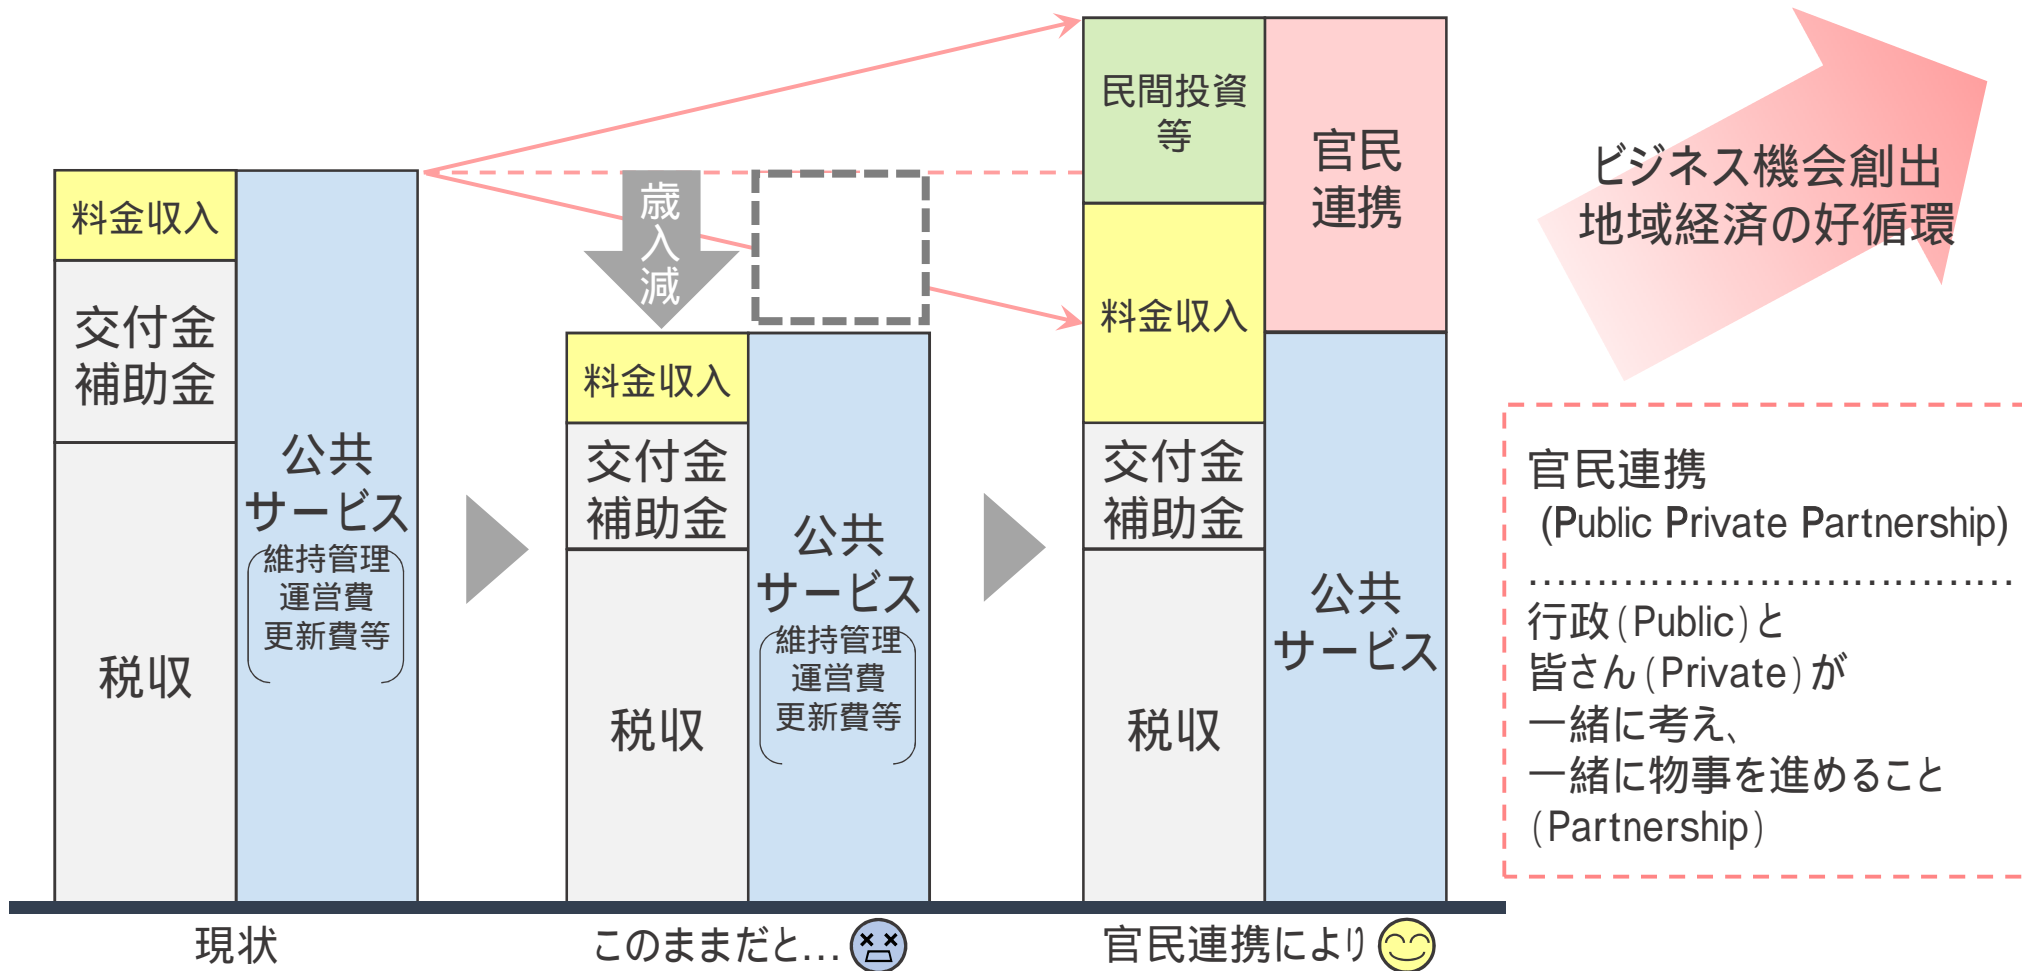 料金収入
交付金
補助金
税収
公共
サービス
維持管理
運営費
更新費等
現状
歳入減
料金収入
交付金
補助金
税収
公共
サービス
維持管理
運営費
更新費等
このままだと…
民間投資
等
料金収入
交付金
補助金
税収
官民
連携
公共
サービス
官民連携により
ビジネス機会創出
地域経済の好循環
官民連携
(Public Private Partnership)
…………………………………
行政(Public)と
皆さん(Private)が
一緒に考え、
一緒に物事を進めること
(Partnership)